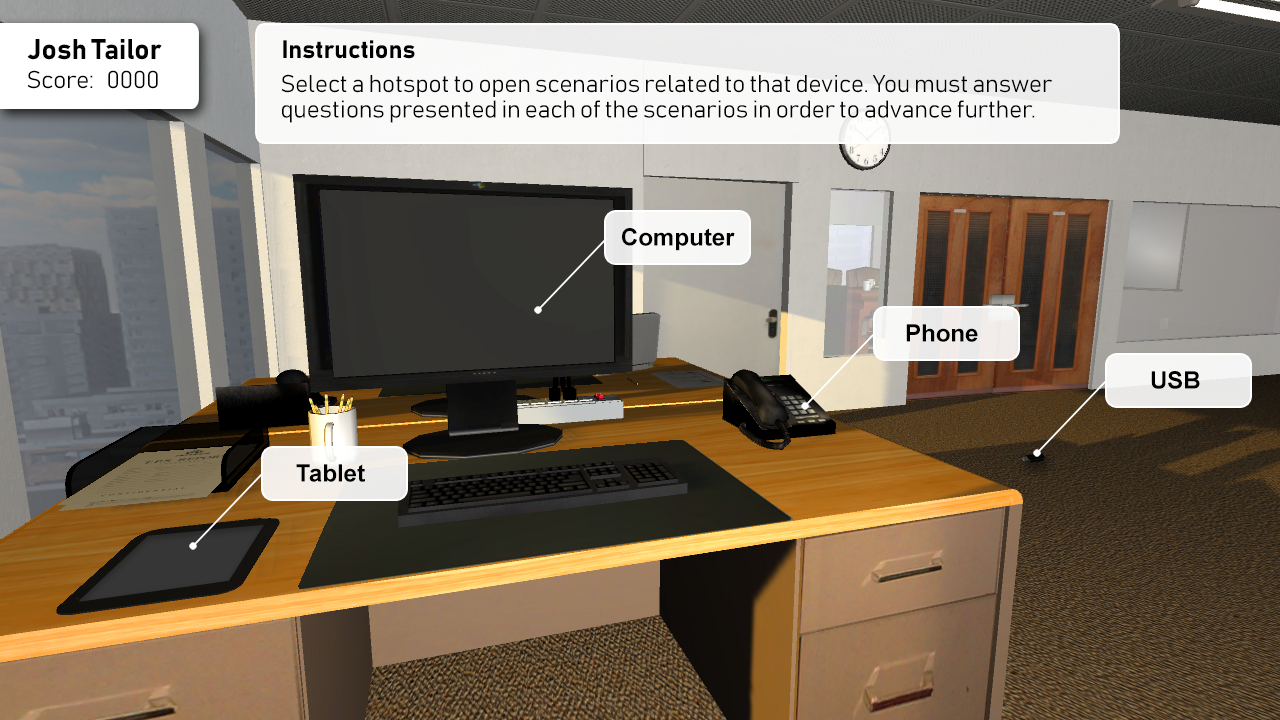 Josh Tailor
Score: 0000
Instructions
Select a hotspot to open scenarios related to that device. You must answer
questions presented in each of the scenarios in order to advance further.
Computer
Phone
USB
Tablet
CONFIDENTIAL